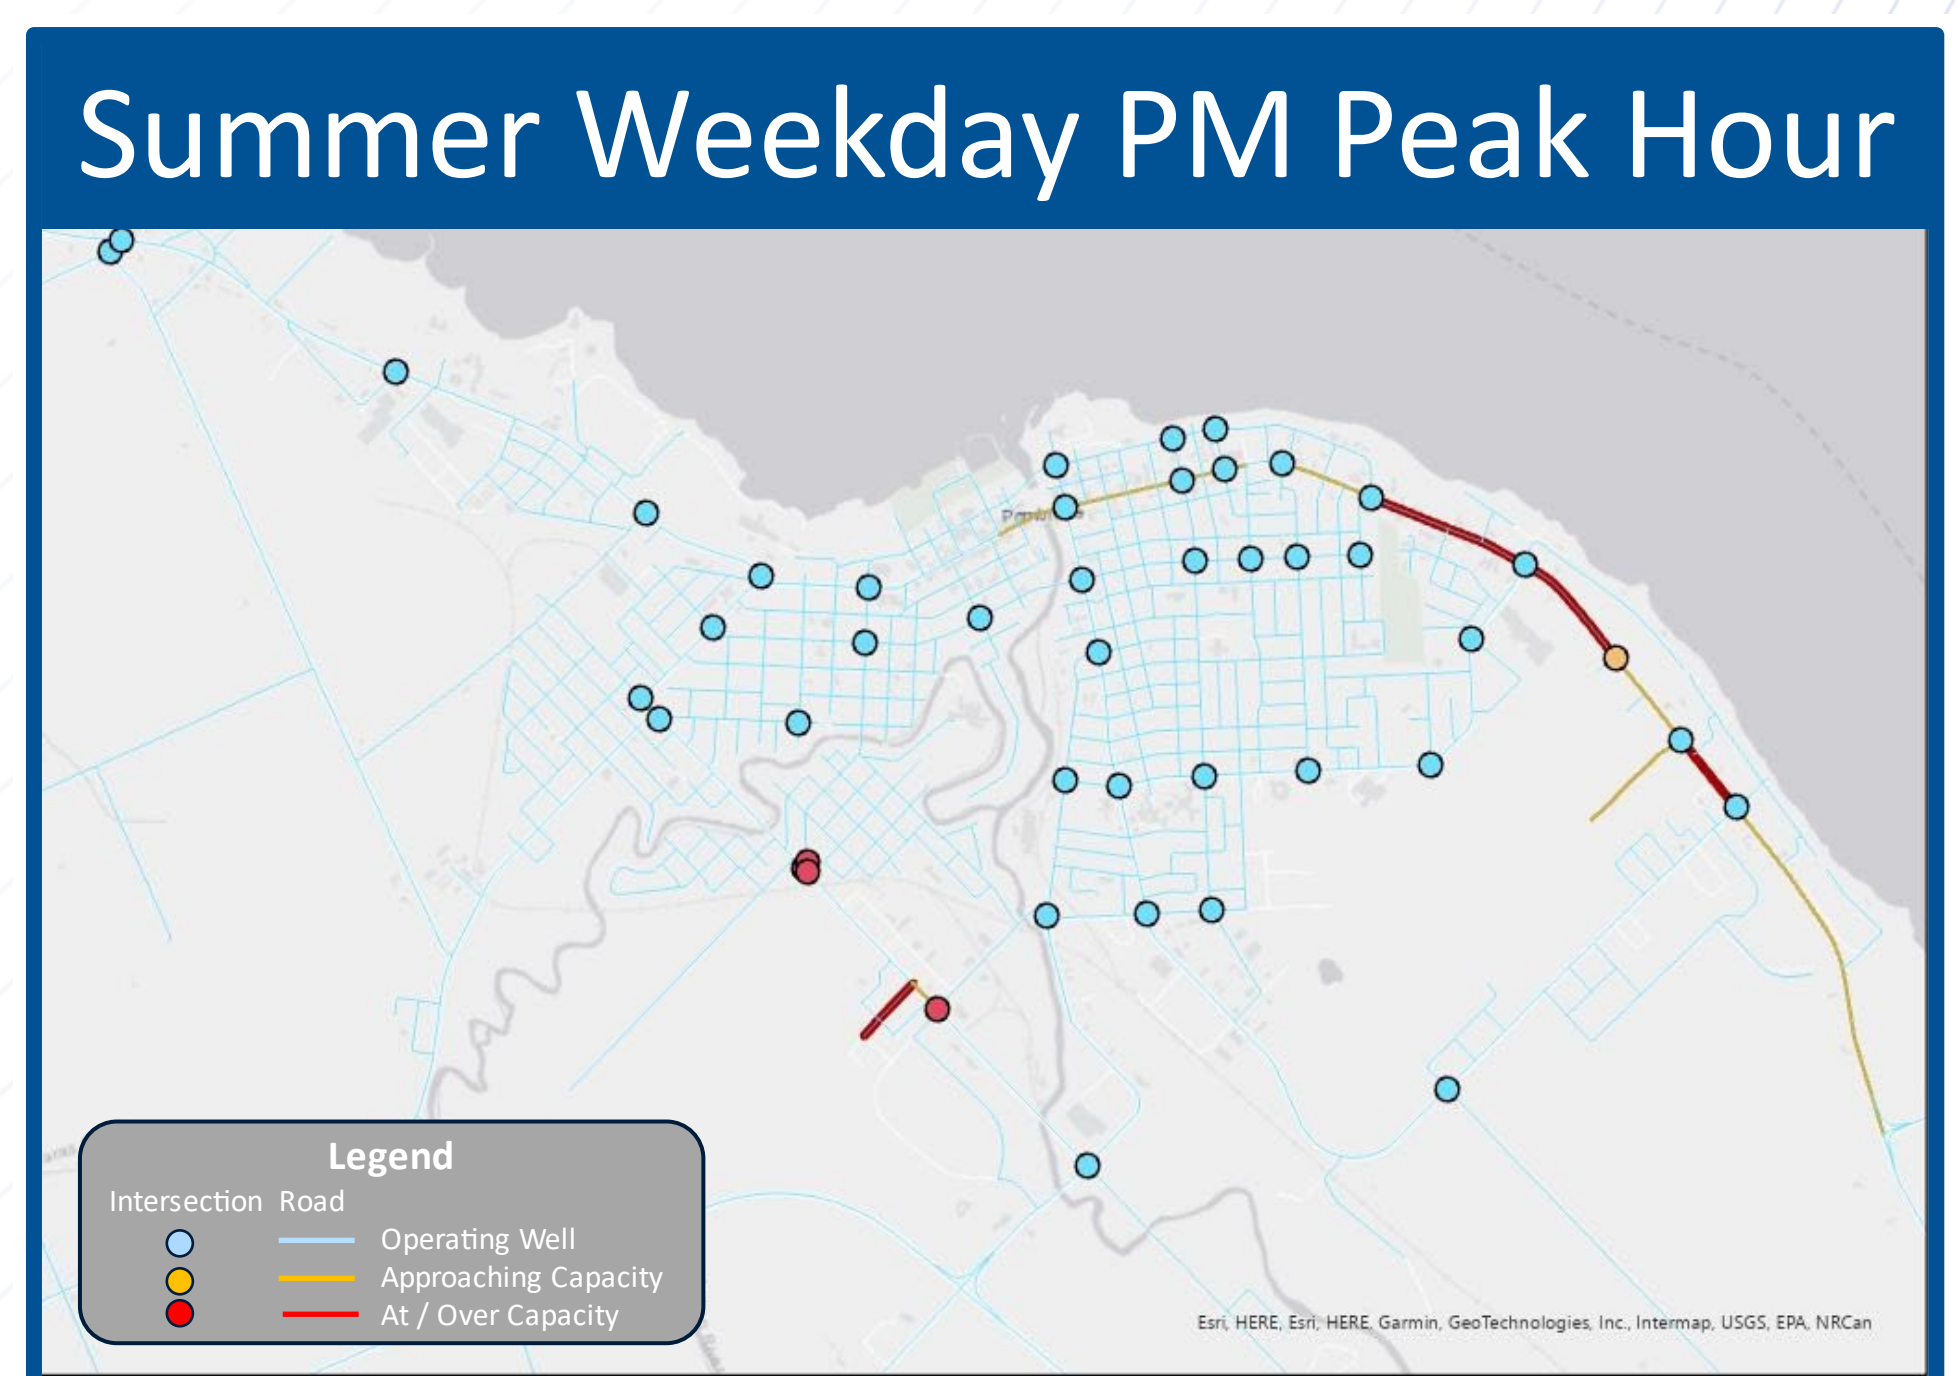 Summer Weekday PM Peak Hour
Legend
Intersection Road
Operating Well
Approaching Capacity
At / Over Capacity
Esri, HERE, Esri, HERE, Garmin, GeoTechnologies, Inc., Intermap, USGS, EPA, NRCan